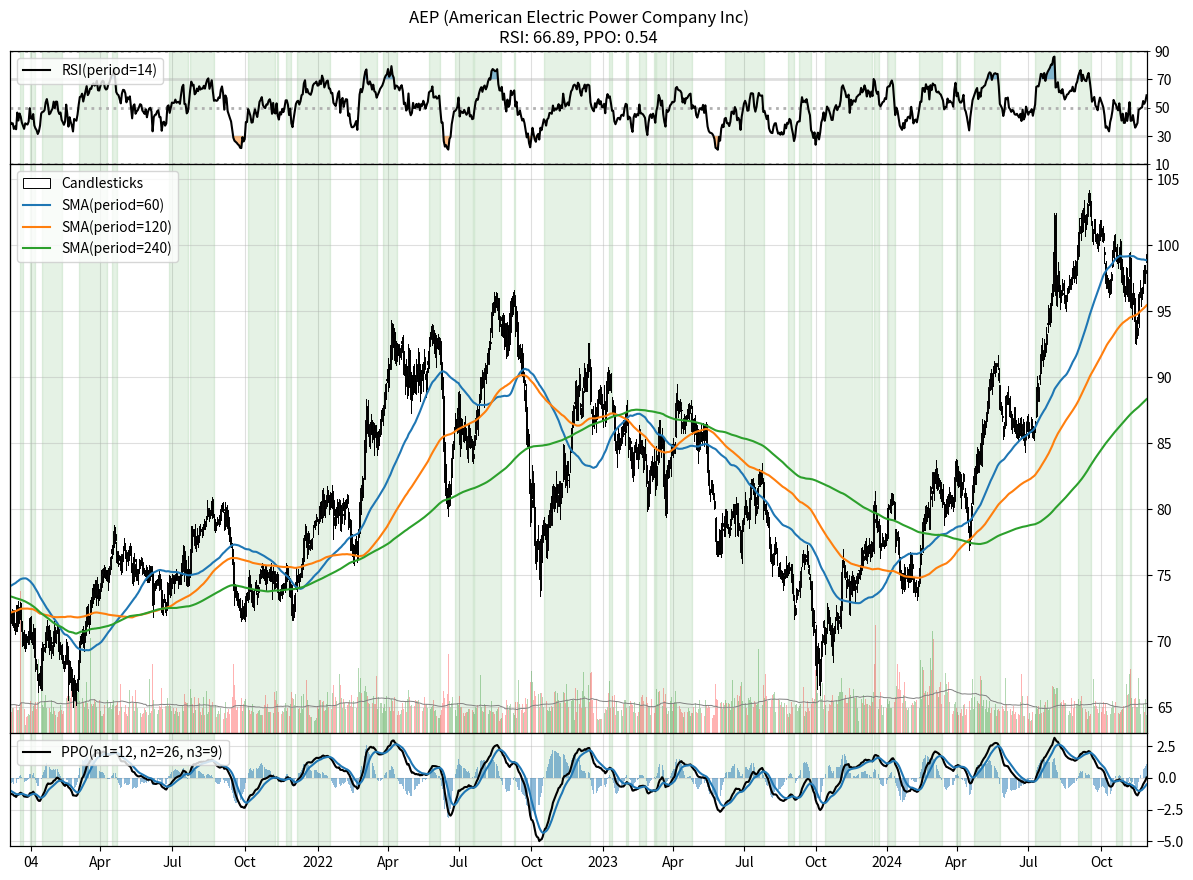 AEP (American Electric Power Company Inc)
RSI: 66.89, PPO: 0.54
RSI(period=14)
90
70
50
30
10
Candlesticks
SMA(period=60)
SMA(period=120)
SMA(period=240)
105
100
95
90
85
80
75
70
65
PPO(n1=12, n2=26, n3=9)
2.5
0.0
−2.5
−5.0
04 Apr Jul Oct 2022 Apr Jul Oct 2023 Apr Jul Oct 2024 Apr Jul Oct